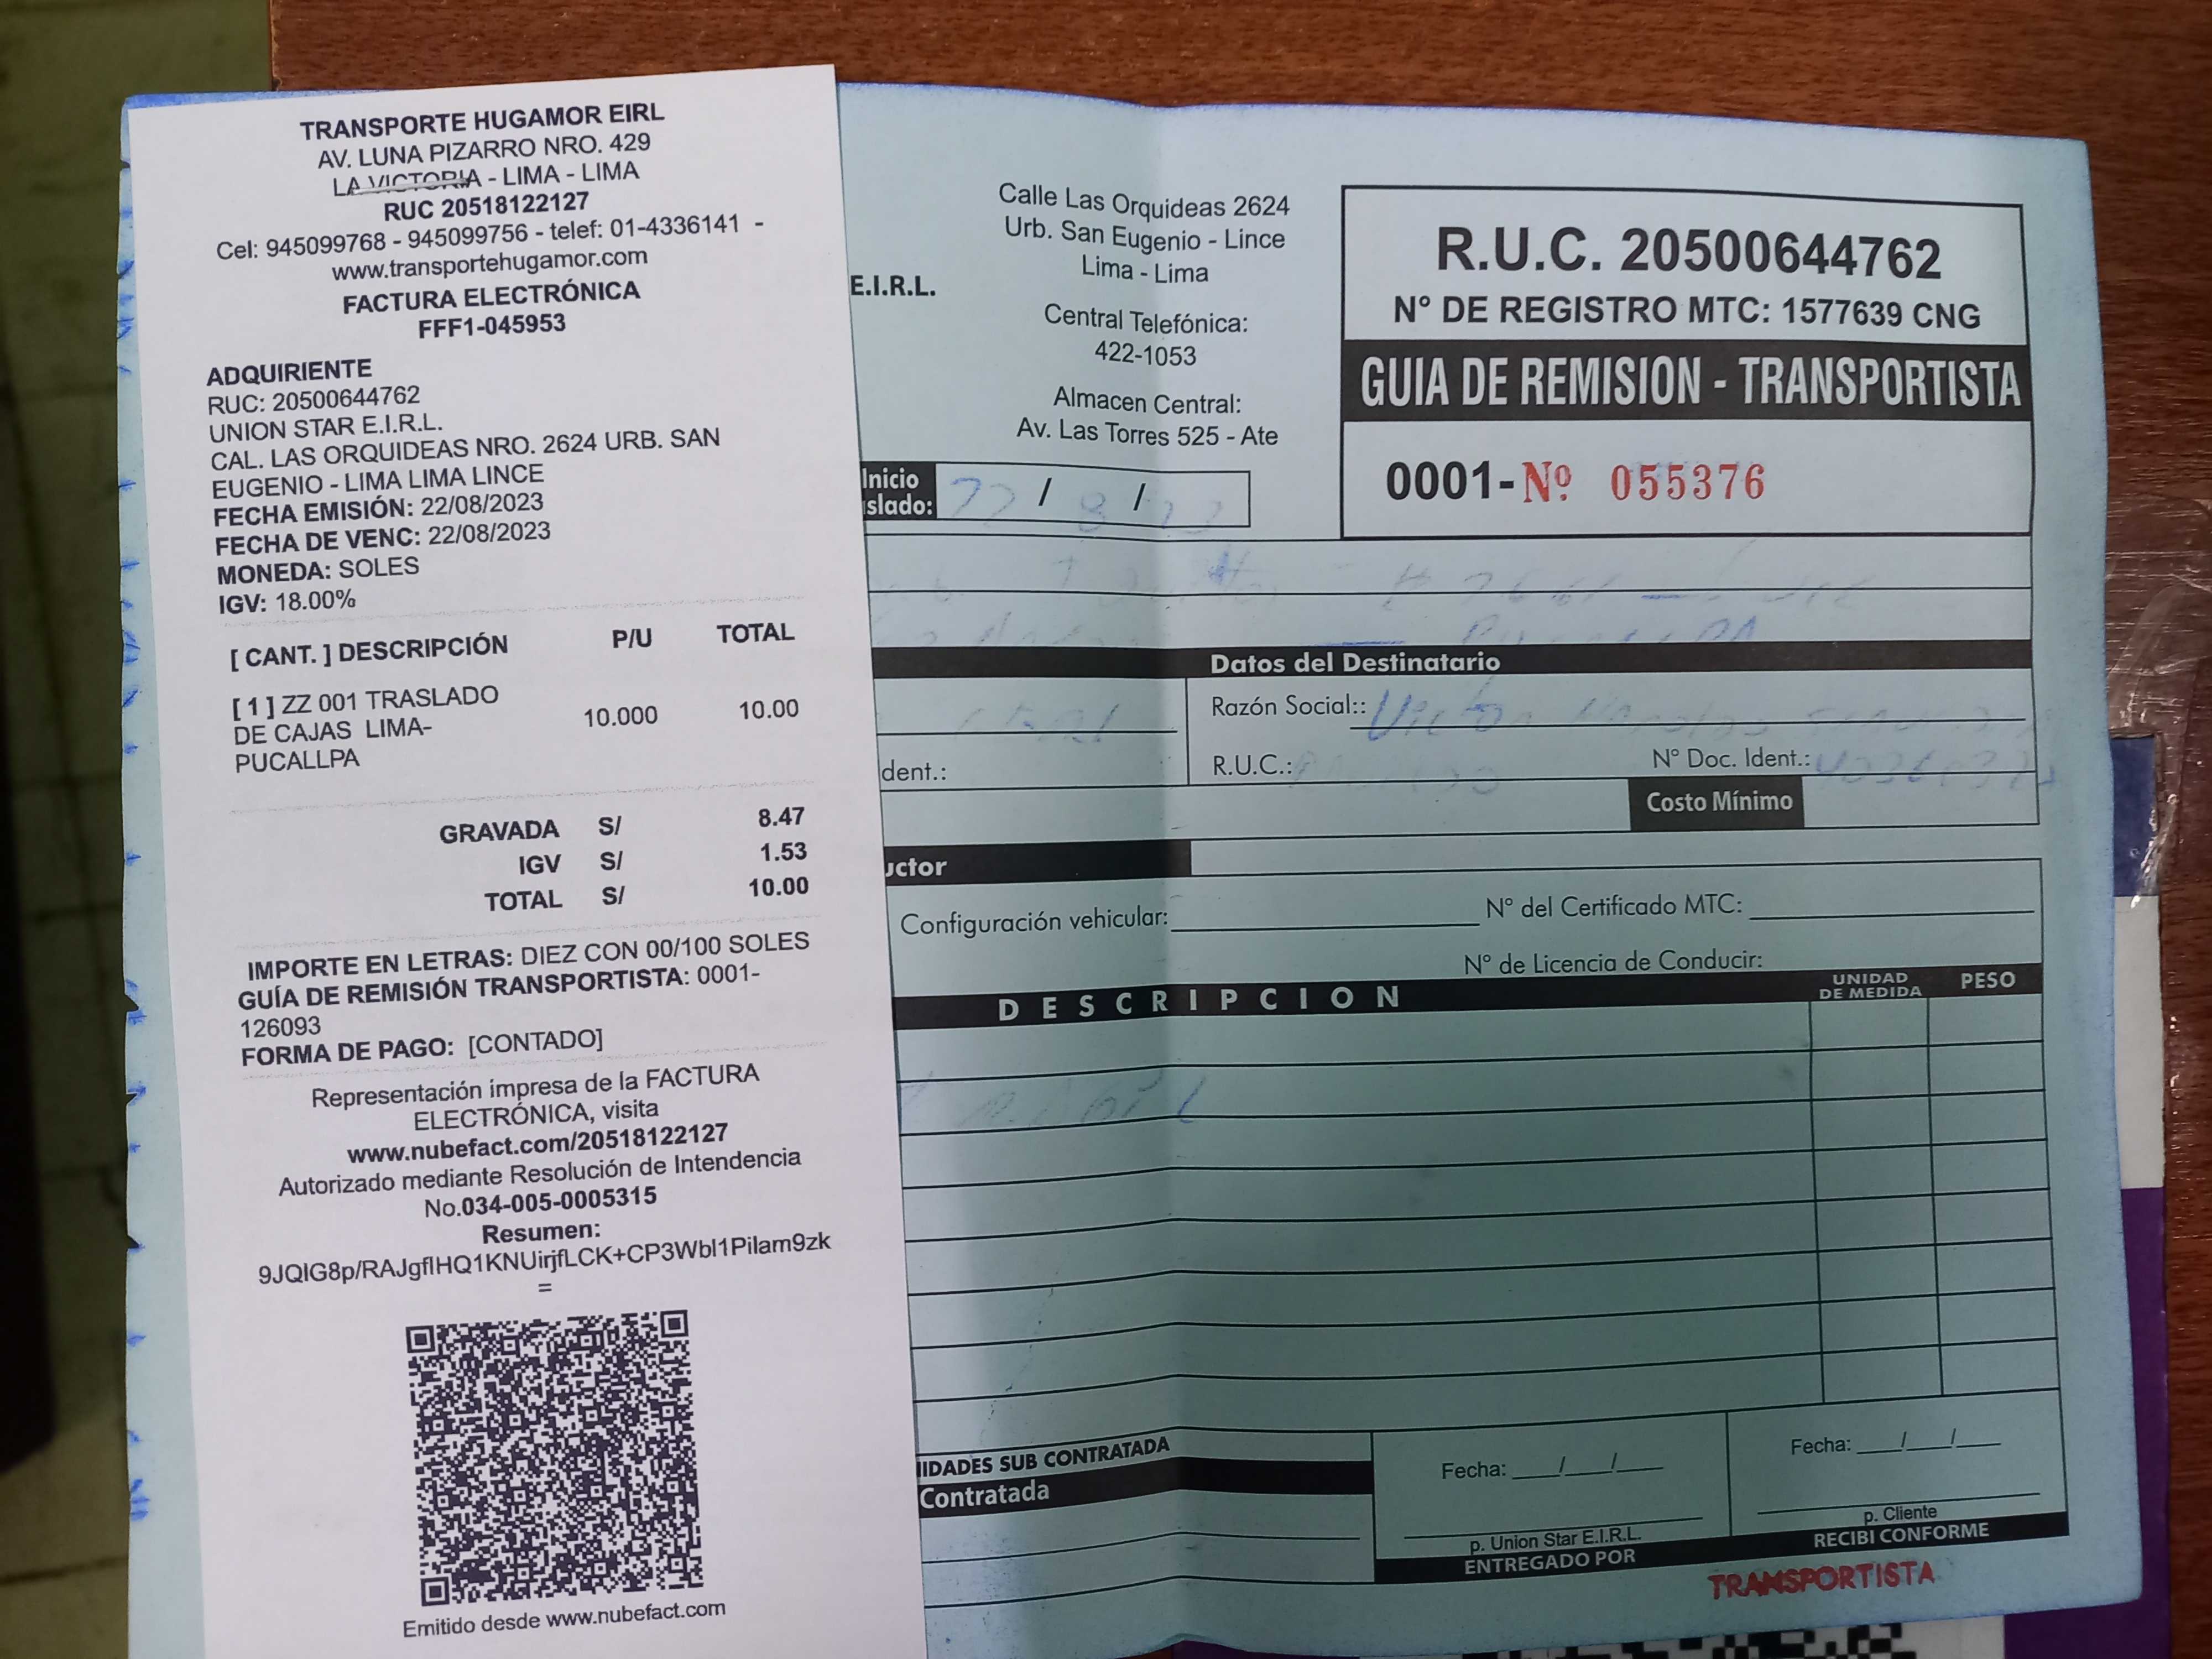 TRANSPORTE HUGAMOR EIRL
AV. LUNA PIZARRO NRO. 429
LA VICTORIA - LIMA - LIMA
RUC 20518122127
Cel: 945099768 - 945099756 - telef: 01-4336141 -
www.transportehugamor.com
FACTURA ELECTRÓNICA
FFF1-045953
ADQUIRIENTE
RUC: 20500644762
UNION STAR E.I.R.L.
CAL. LAS ORQUIDEAS NRO. 2624 URB. SAN
EUGENIO - LIMA LIMA LINCE
FECHA EMISIÓN: 22/08/2023
FECHA DE VENC: 22/08/2023
MONEDA: SOLES
IGV: 18.00%
[ CANT. ] DESCRIPCIÓN P/U TOTAL
[ 1 ] ZZ 001 TRASLADO
DE CAJAS LIMA- 10.000 10.00
PUCALLPA
GRAVADA S/ 8.47
IGV S/ 1.53
TOTAL S/ 10.00
IMPORTE EN LETRAS: DIEZ CON 00/100 SOLES
GUÍA DE REMISIÓN TRANSPORTISTA: 0001-
126093
FORMA DE PAGO: [CONTADO]
Representación impresa de la FACTURA
ELECTRÓNICA, visita
www.nubefact.com/20518122127
Autorizado mediante Resolución de Intendencia
No.034-005-0005315
Resumen:
9JQIG8p/RAJgflHQ1KNUirjfLCK+CP3Wbl1Pilam9zk
=
Emitido desde www.nubefact.com
E.I.R.L.
Calle Las Orquideas 2624
Urb. San Eugenio - Lince
Lima - Lima
Central Telefónica:
422-1053
Almacen Central:
Av. Las Torres 525 - Ate
R.U.C. 20500644762
N° DE REGISTRO MTC: 1577639 CNG
GUIA DE REMISION - TRANSPORTISTA
0001-Nº 055376
Inicio
slado: 22 / 8 / 23
Datos del Destinatario
Razón Social:: Victor
dent.: R.U.C.: N° Doc. Ident.:
Costo Mínimo
uctor
Configuración vehicular: N° del Certificado MTC:
N° de Licencia de Conducir:
DESCRIPCION UNIDAD DE MEDIDA PESO
IDADES SUB CONTRATADA
Contratada
Fecha: / /
p. Union Star E.I.R.L.
ENTREGADO POR
Fecha: / /
p. Cliente
RECIBI CONFORME
TRANSPORTISTA